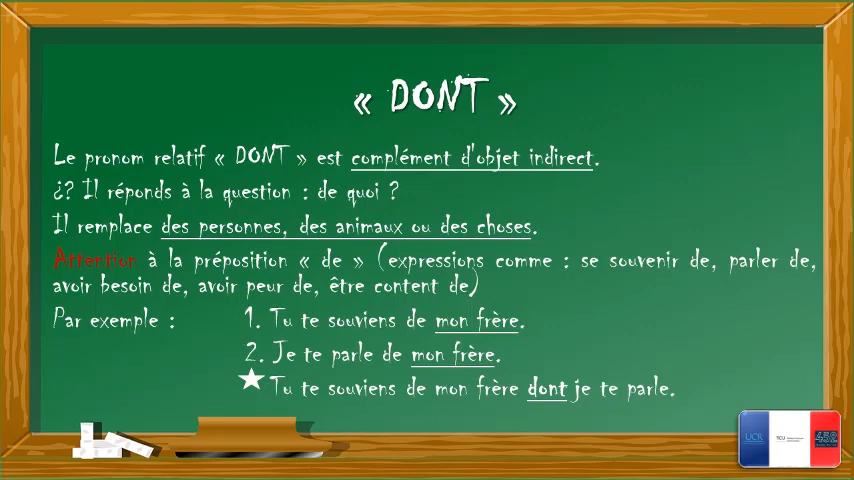 « DONT »
Le pronom relatif « DONT » est complément d'objet indirect.
¿? Il réponds à la question : de quoi ?
Il remplace des personnes, des animaux ou des choses.
Attention à la préposition « de » (expressions comme : se souvenir de, parler de,
avoir besoin de, avoir peur de, être content de)
Par exemple : 1. Tu te souviens de mon frère.
2. Je te parle de mon frère.
★ Tu te souviens de mon frère dont je te parle.
UCR TCU 452